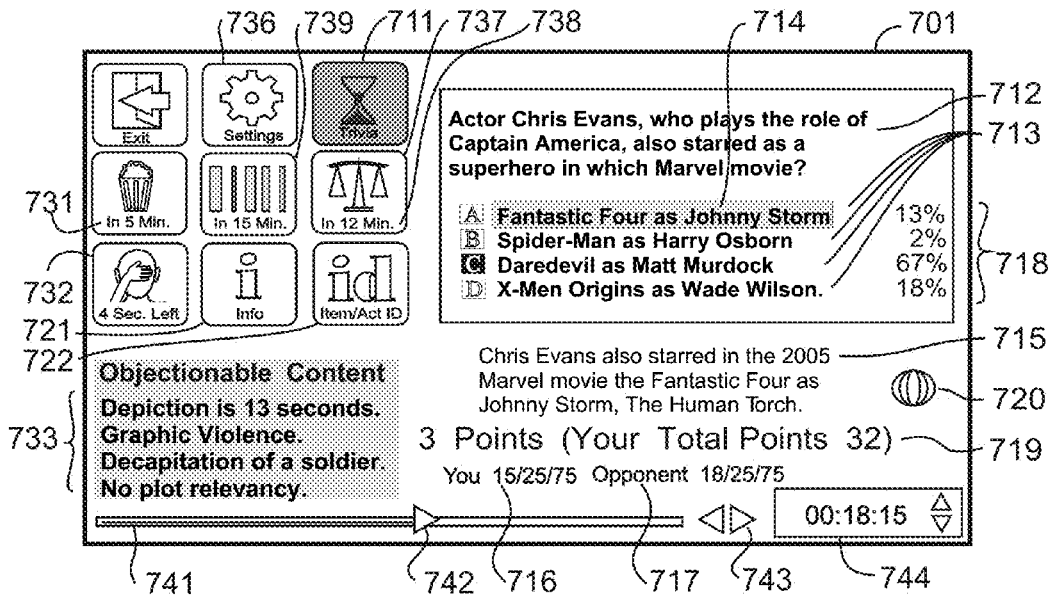 736 739 711 737 738 714 701
Exit Settings Trivia
Actor Chris Evans, who plays the role of
Captain America, also starred as a
superhero in which Marvel movie?
712
713
731 In 5 Min. In 15 Min. In 12 Min.
A Fantastic Four as Johnny Storm 13%
B Spider-Man as Harry Osborn 2%
C Daredevil as Matt Murdock 67%
D X-Men Origins as Wade Wilson. 18%
718
732 4 Sec. Left i Info id Item/Act ID
721
722
Chris Evans also starred in the 2005
Marvel movie the Fantastic Four as
Johnny Storm, The Human Torch.
715
720
Objectionable Content
Depiction is 13 seconds.
Graphic Violence.
Decapitation of a soldier.
No plot relevancy.
733
3 Points (Your Total Points 32)
719
You 15/25/75 Opponent 18/25/75
00:18:15
741 742 716 717 743 744